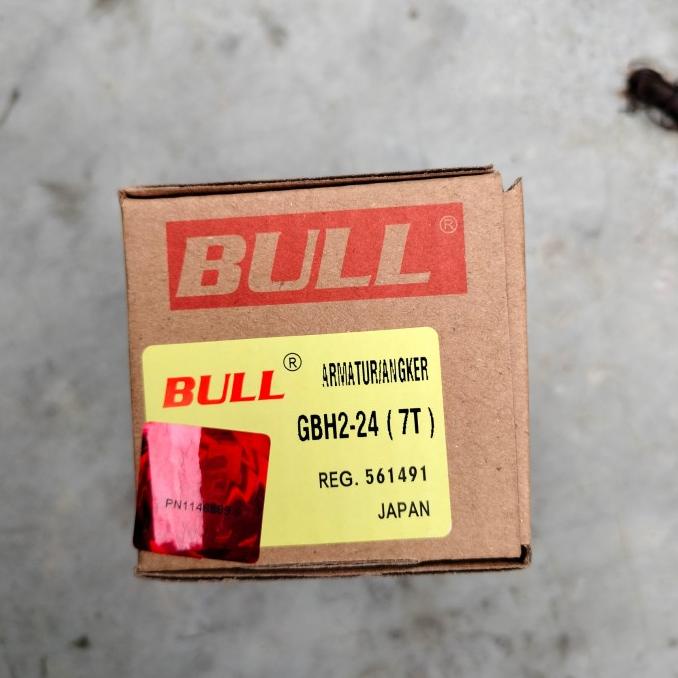 BULL®
BULL® ARMATUR/ANGKER
GBH2-24 ( 7T )
REG. 561491
JAPAN